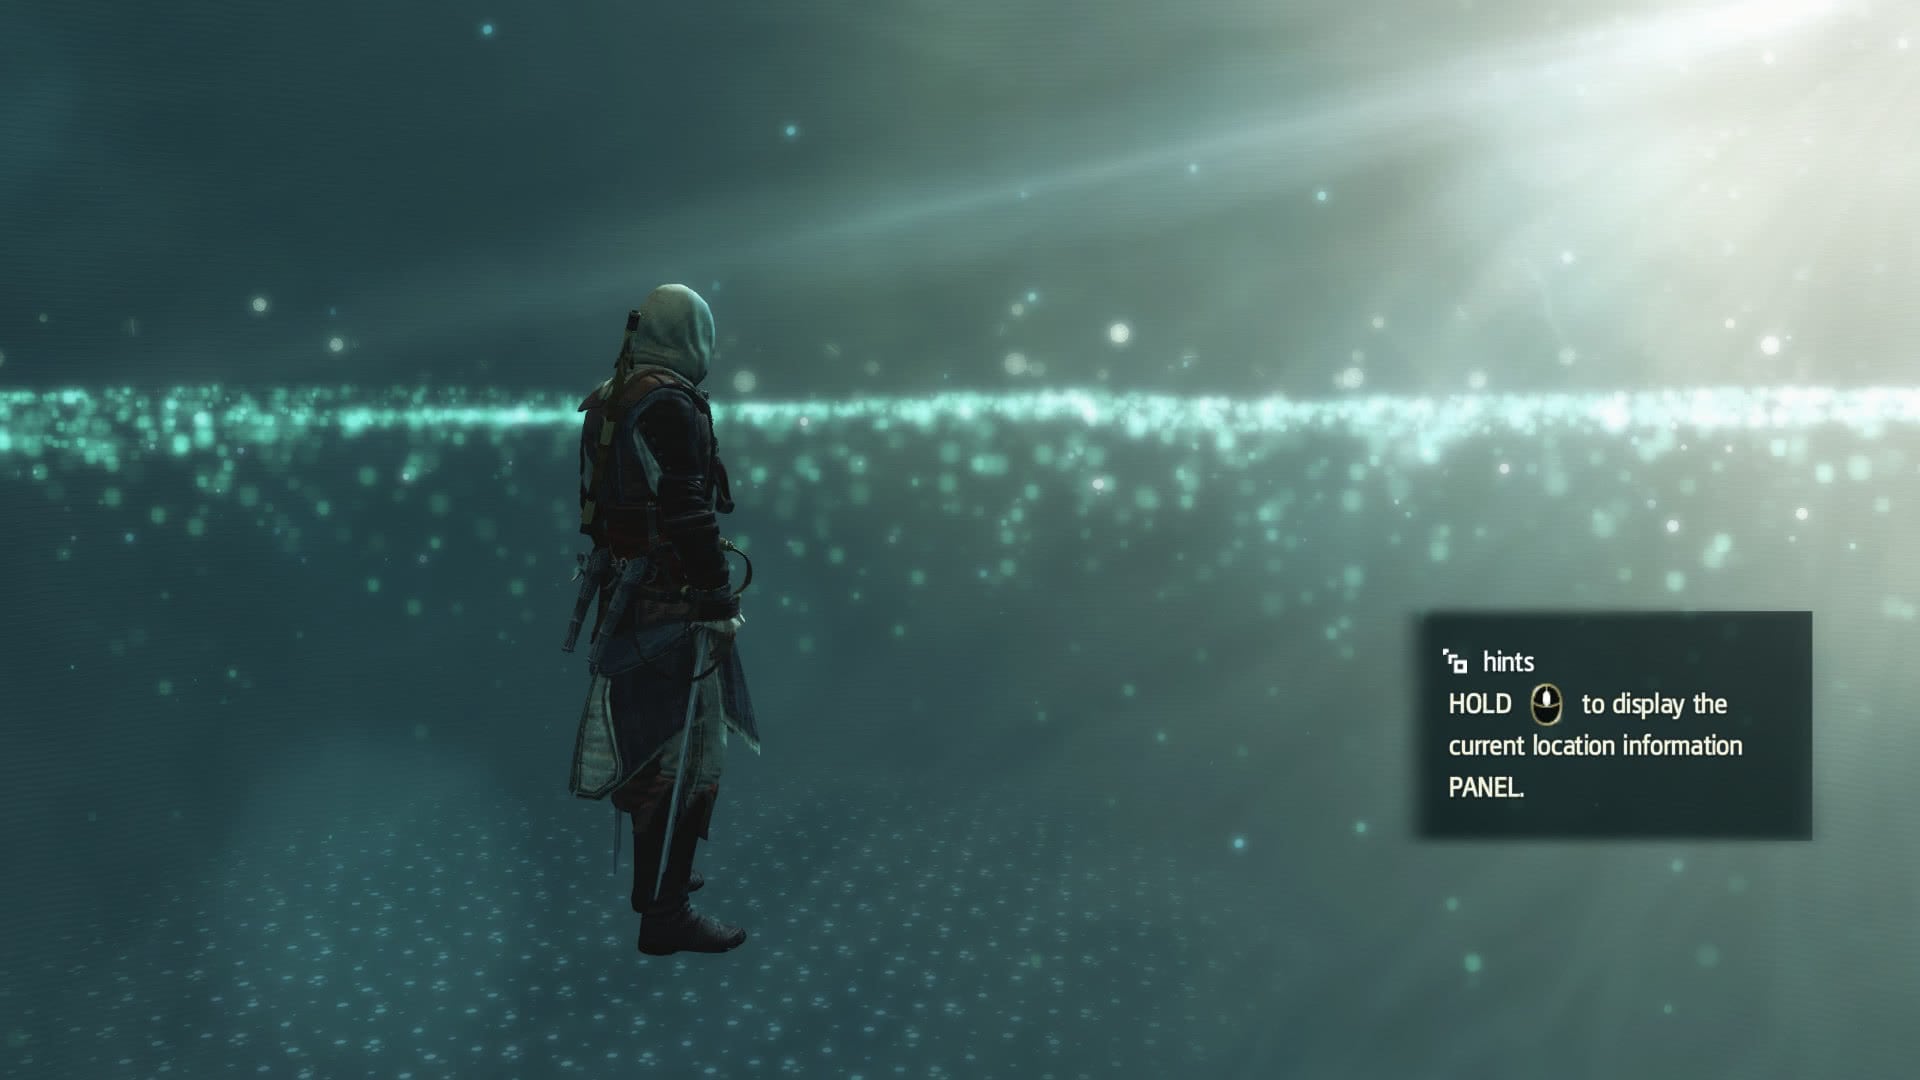 hints
HOLD to display the
current location information
PANEL.